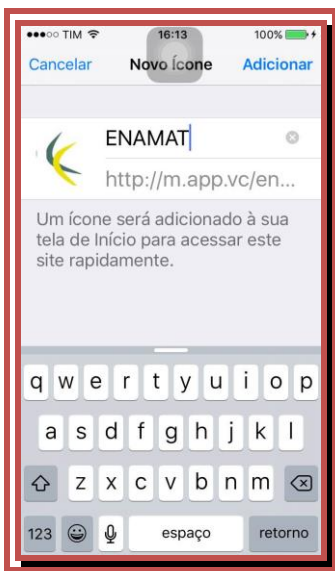 TIM 16:13 100%
Cancelar Novo Ícone Adicionar
ENAMAT
http://m.app.vc/en...
Um ícone será adicionado à sua
tela de Início para acessar este
site rapidamente.
q w e r t y u i o p
a s d f g h j k l
z x c v b n m
123 espaço retorno